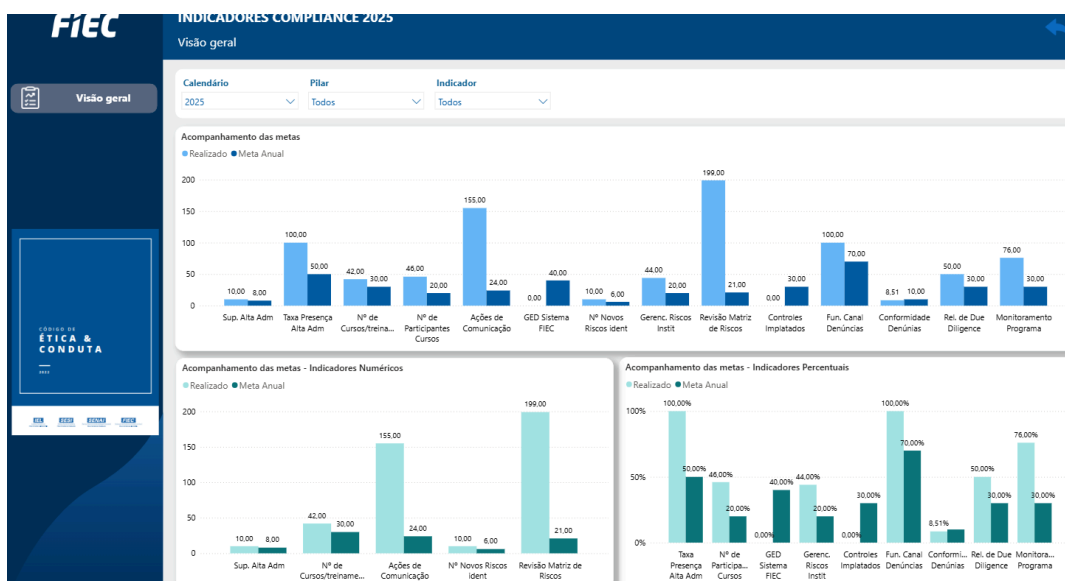 FIEC
INDICADORES COMPLIANCE 2025
Visão geral
Visão geral
Calendário Pilar Indicador
2025 Todos Todos
Acompanhamento das metas
Realizado Meta Anual
200
150
100
50
0
10,00 8,00 100,00 50,00 42,00 30,00 46,00 20,00 155,00 24,00 0,00 40,00 10,00 6,00 44,00 20,00 199,00 21,00 0,00 30,00 100,00 70,00 8,51 10,00 50,00 30,00 76,00 30,00
Sup. Alta Adm Taxa Presença Nº de Nº de Ações de GED Sistema Nº Novos Gerenc. Riscos Revisão Matriz Controles Fun. Canal Conformidade Rel. de Due Monitoramento
Alta Adm Cursos/treina... Participantes Comunicação FIEC Riscos ident Instit de Riscos Implatados Denúncias Denúnias Diligence Programa
Cursos
CÓDIGO DE
ÉTICA &
CONDUTA
IEL SESI SENAI FIEC
Acompanhamento das metas - Indicadores Numéricos
Realizado Meta Anual
200
150
100
50
0
10,00 8,00 42,00 30,00 155,00 24,00 10,00 6,00 199,00 21,00
Sup. Alta Adm Nº de Ações de Nº Novos Riscos Revisão Matriz de
Cursos/treiname... Comunicação ident Riscos
Acompanhamento das metas - Indicadores Percentuais
Realizado Meta Anual
100%
50%
0%
100,00% 50,00% 46,00% 20,00% 0,00% 40,00% 44,00% 20,00% 0,00% 30,00% 100,00% 70,00% 8,51% 50,00% 30,00% 76,00% 30,00%
Taxa Nº de GED Gerenc. Controles Fun. Canal Conformi... Rel. de Due Monitora...
Presença Participa... Sistema Riscos Implatados Denúncias Denúnias Diligence Programa
Alta Adm Cursos FIEC Instit